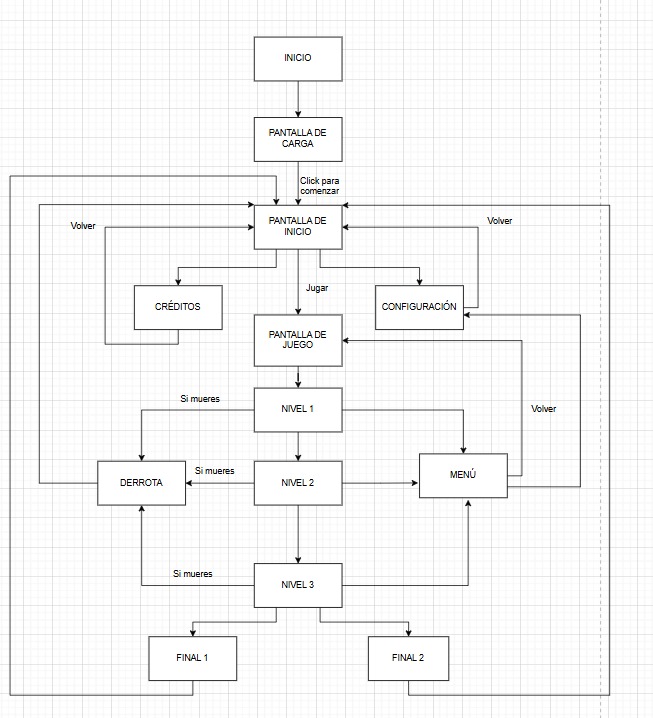 INICIO
PANTALLA DE
CARGA
Click para
comenzar
PANTALLA DE
INICIO
Volver
Volver
CRÉDITOS
Jugar
CONFIGURACIÓN
PANTALLA DE
JUEGO
Si mueres
NIVEL 1
Volver
DERROTA
Si mueres
NIVEL 2
MENÚ
Si mueres
NIVEL 3
FINAL 1
FINAL 2